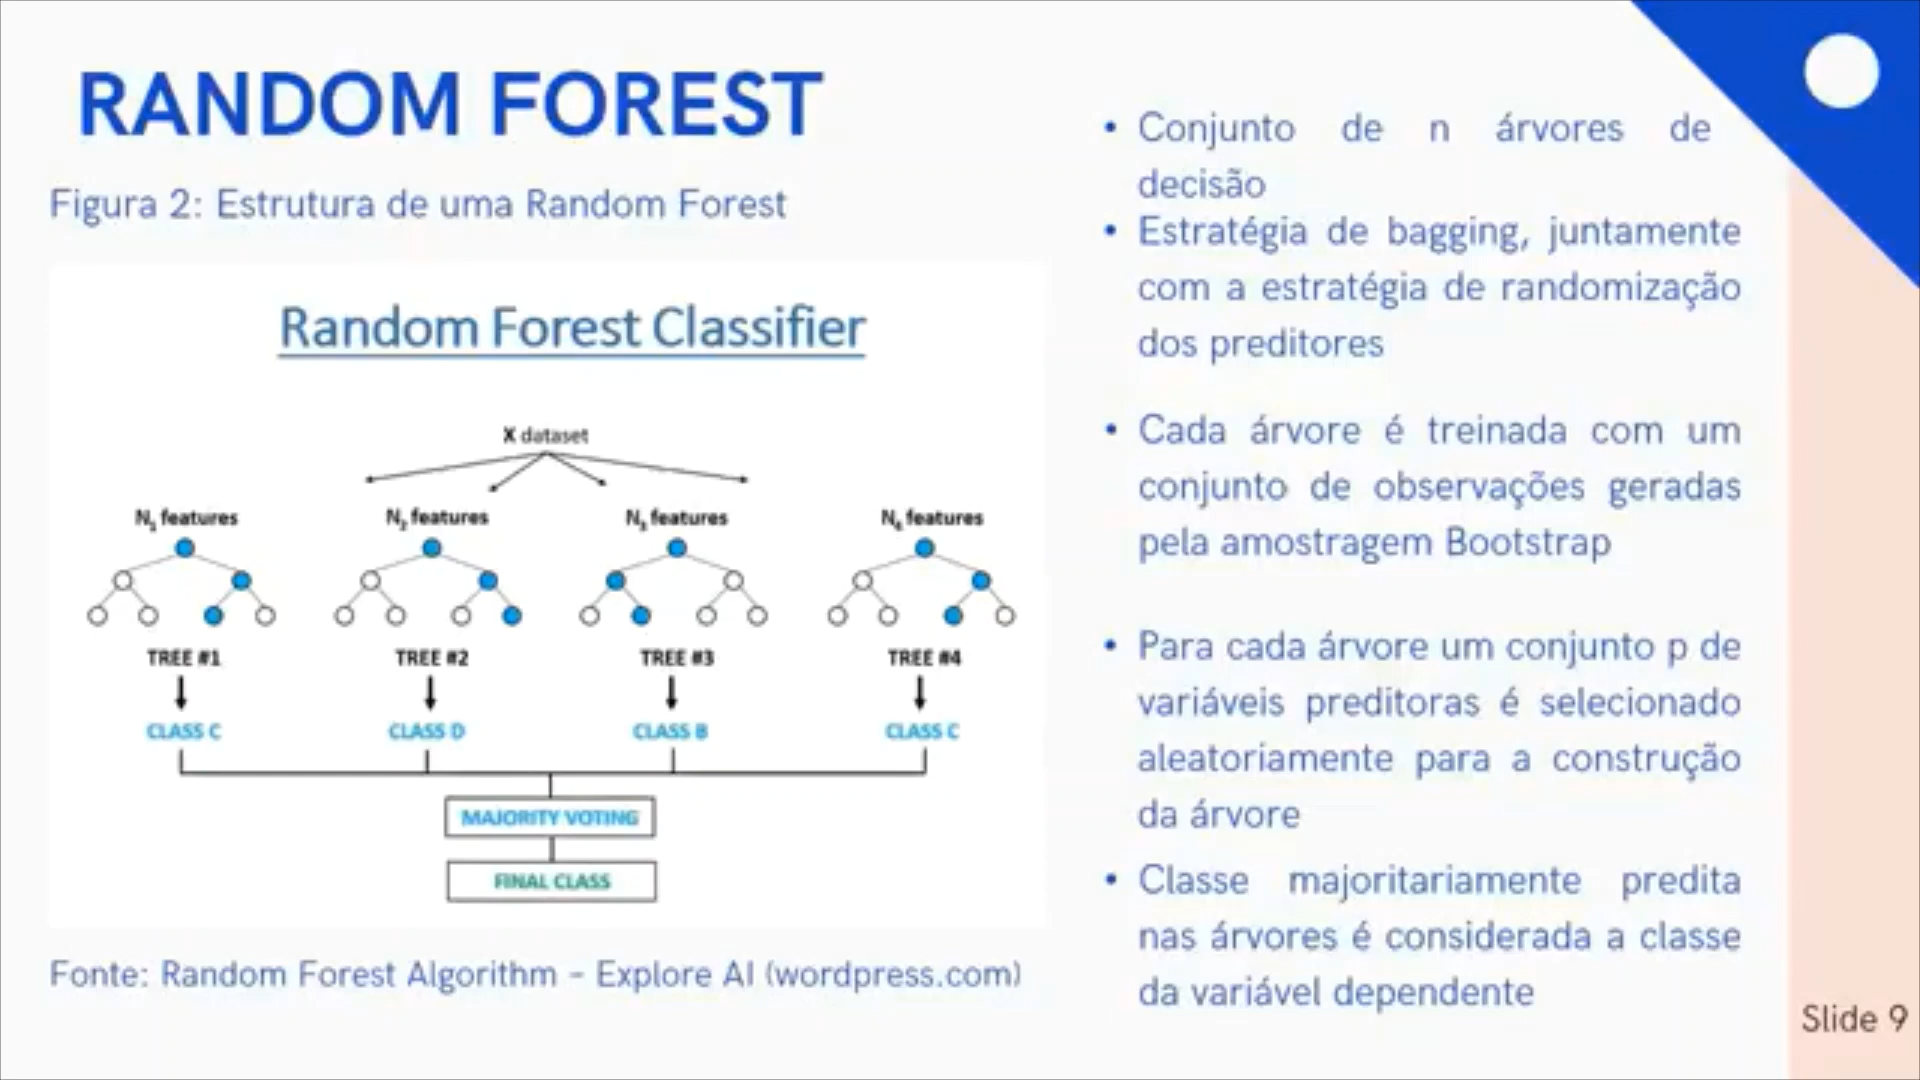 RANDOM FOREST
Figura 2: Estrutura de uma Random Forest
Random Forest Classifier
X dataset
N₁ features
N₂ features
N₃ features
N₄ features
TREE #1
TREE #2
TREE #3
TREE #4
CLASS C
CLASS D
CLASS B
CLASS C
MAJORITY VOTING
FINAL CLASS
Fonte: Random Forest Algorithm – Explore AI (wordpress.com)
• Conjunto de n árvores de
decisão
• Estratégia de bagging, juntamente
com a estratégia de randomização
dos preditores
• Cada árvore é treinada com um
conjunto de observações geradas
pela amostragem Bootstrap
• Para cada árvore um conjunto p de
variáveis preditoras é selecionado
aleatoriamente para a construção
da árvore
• Classe majoritariamente predita
nas árvores é considerada a classe
da variável dependente
Slide 9